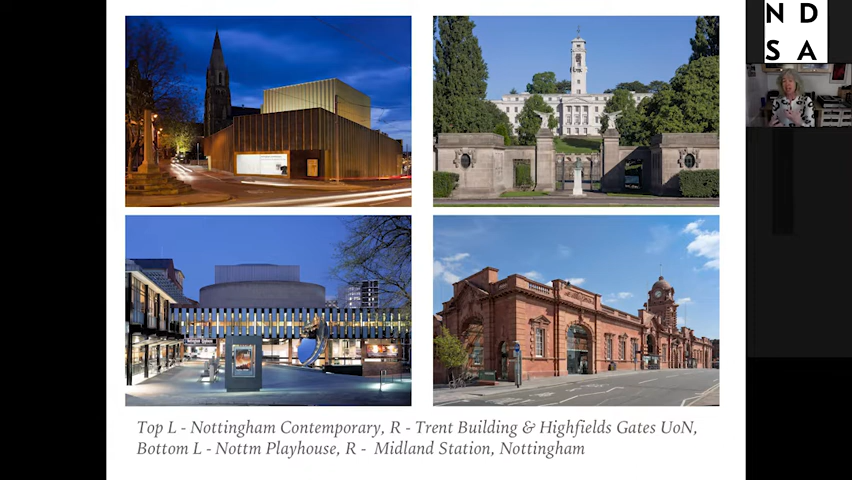 N D
S A
Top L - Nottingham Contemporary, R - Trent Building & Highfields Gates UoN,
Bottom L - Nottm Playhouse, R - Midland Station, Nottingham